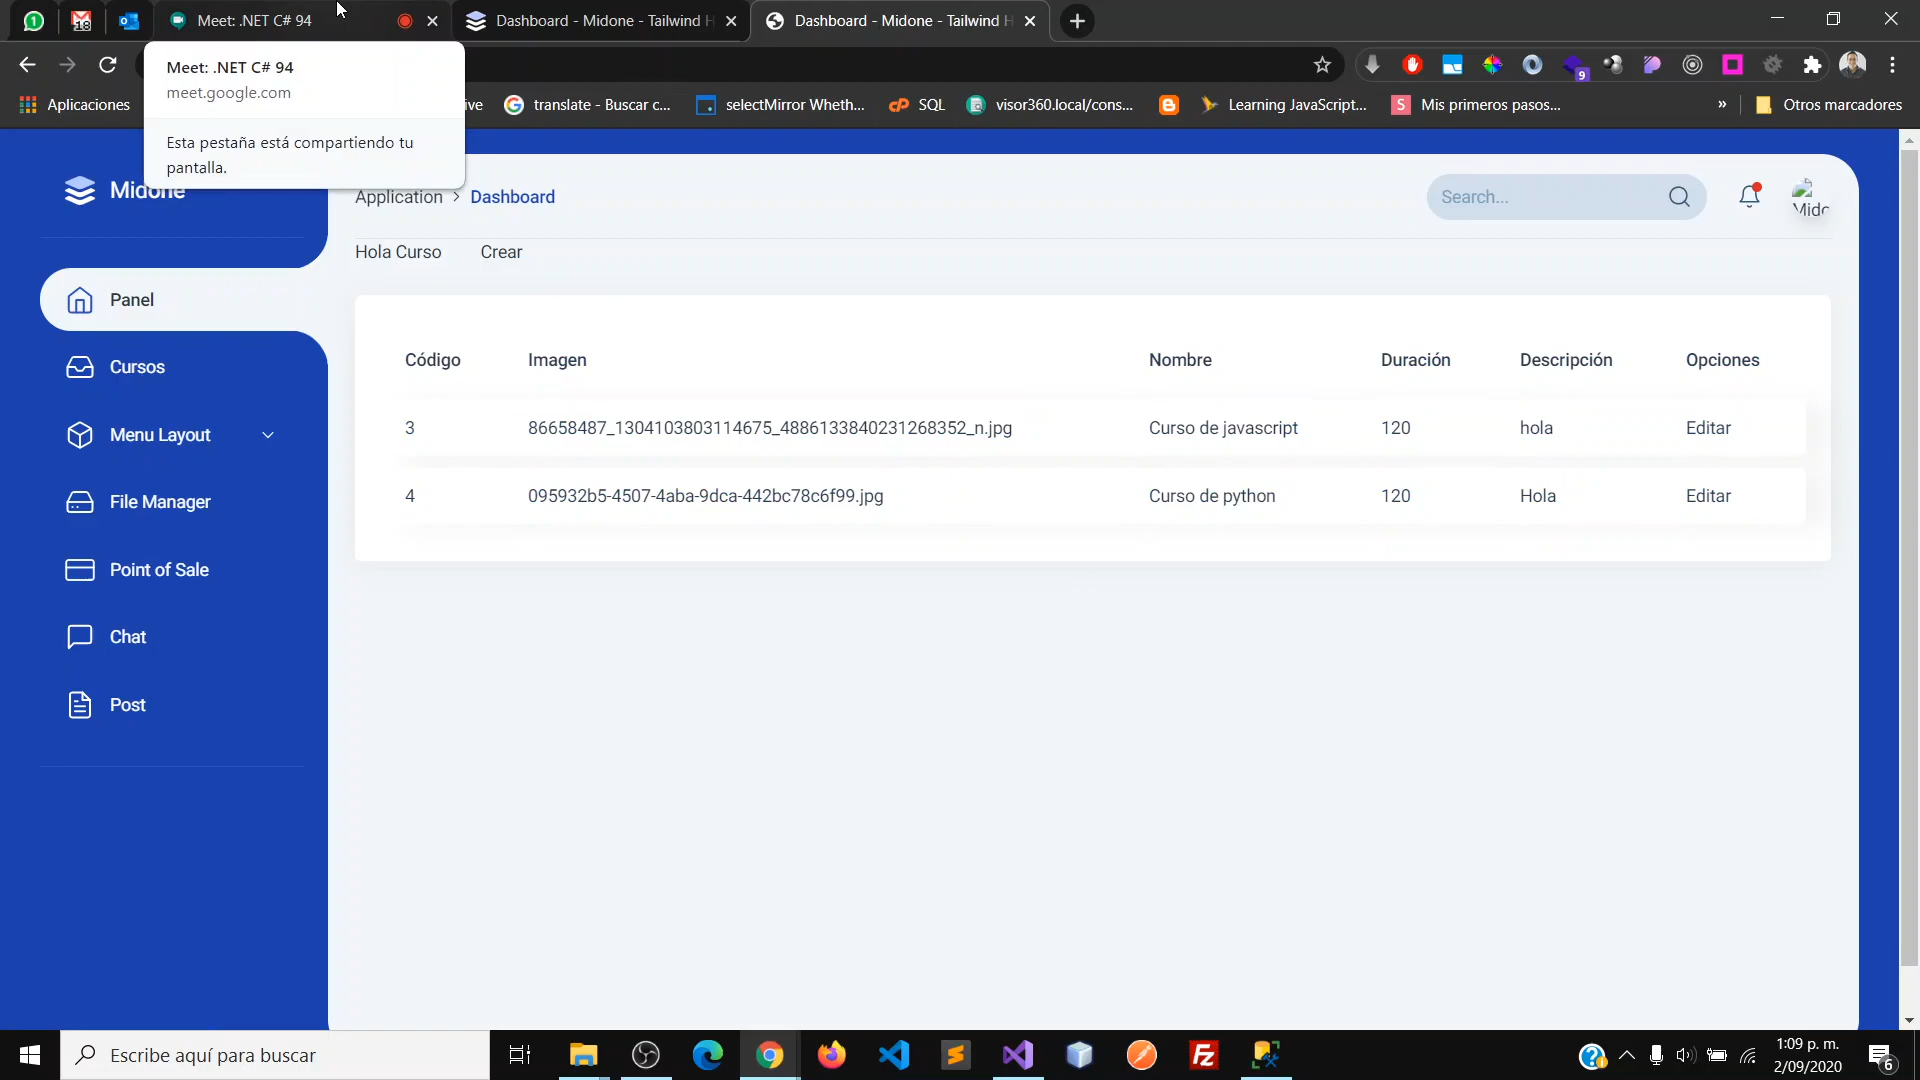 Meet: .NET C# 94
Dashboard - Midone - Tailwind H
Dashboard - Midone - Tailwind H
Meet: .NET C# 94
meet.google.com
Esta pestaña está compartiendo tu
pantalla.
9
Aplicaciones
ive
translate - Buscar c...
selectMirror Wheth...
SQL
visor360.local/cons...
Learning JavaScript...
Mis primeros pasos...
»
Otros marcadores
Midone
Application > Dashboard
Search...
Mido
Hola Curso
Crear
Panel
Cursos
Menu Layout
File Manager
Point of Sale
Chat
Post
Código Imagen Nombre Duración Descripción Opciones
3 86658487_1304103803114675_4886133840231268352_n.jpg Curso de javascript 120 hola Editar
4 095932b5-4507-4aba-9dca-442bc78c6f99.jpg Curso de python 120 Hola Editar
Escribe aquí para buscar
1:09 p. m.
2/09/2020
6